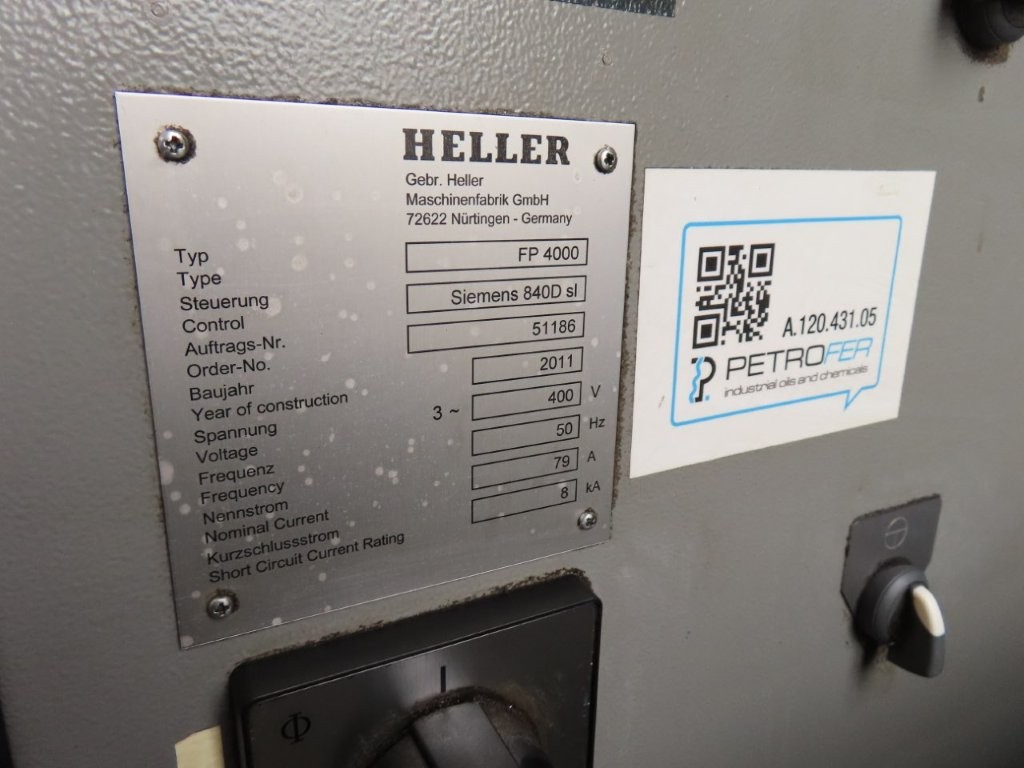 HELLER
Gebr. Heller
Maschinenfabrik GmbH
72622 Nürtingen - Germany
Typ
Type
FP 4000
Steuerung
Control
Siemens 840D sl
Auftrags-Nr.
Order-No.
51186
Baujahr
Year of construction
2011
Spannung
Voltage
3 ~ 400 V
Frequenz
Frequency
50 Hz
Nennstrom
Nominal Current
79 A
Kurzschlussstrom
Short Circuit Current Rating
8 kA
A.120.431.05
PETROFER
industrial oils and chemicals